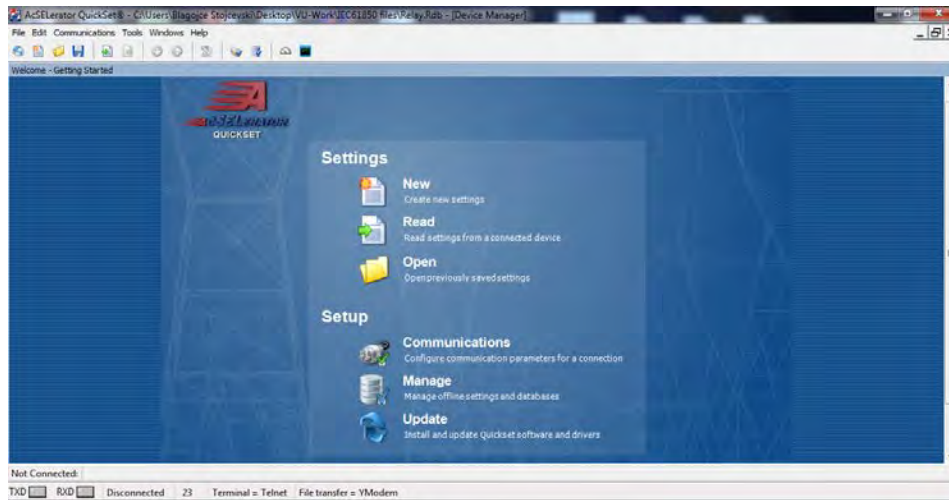 AcSELerator QuickSet® - C:\Users\Blagojce Stojcevski\Desktop\VU-Work\IEC61850 files\Relay.Rdb - [Device Manager]
File Edit Communications Tools Windows Help
Welcome - Getting Started
ACSELERATOR
QUICKSET
Settings
New
Create new settings
Read
Read settings from a connected device
Open
Open previously saved settings
Setup
Communications
Configure communication parameters for a connection
Manage
Manage offline settings and databases
Update
Install and update Quickset software and drivers
Not Connected:
TXD RXD Disconnected 23 Terminal = Telnet File transfer = YModem